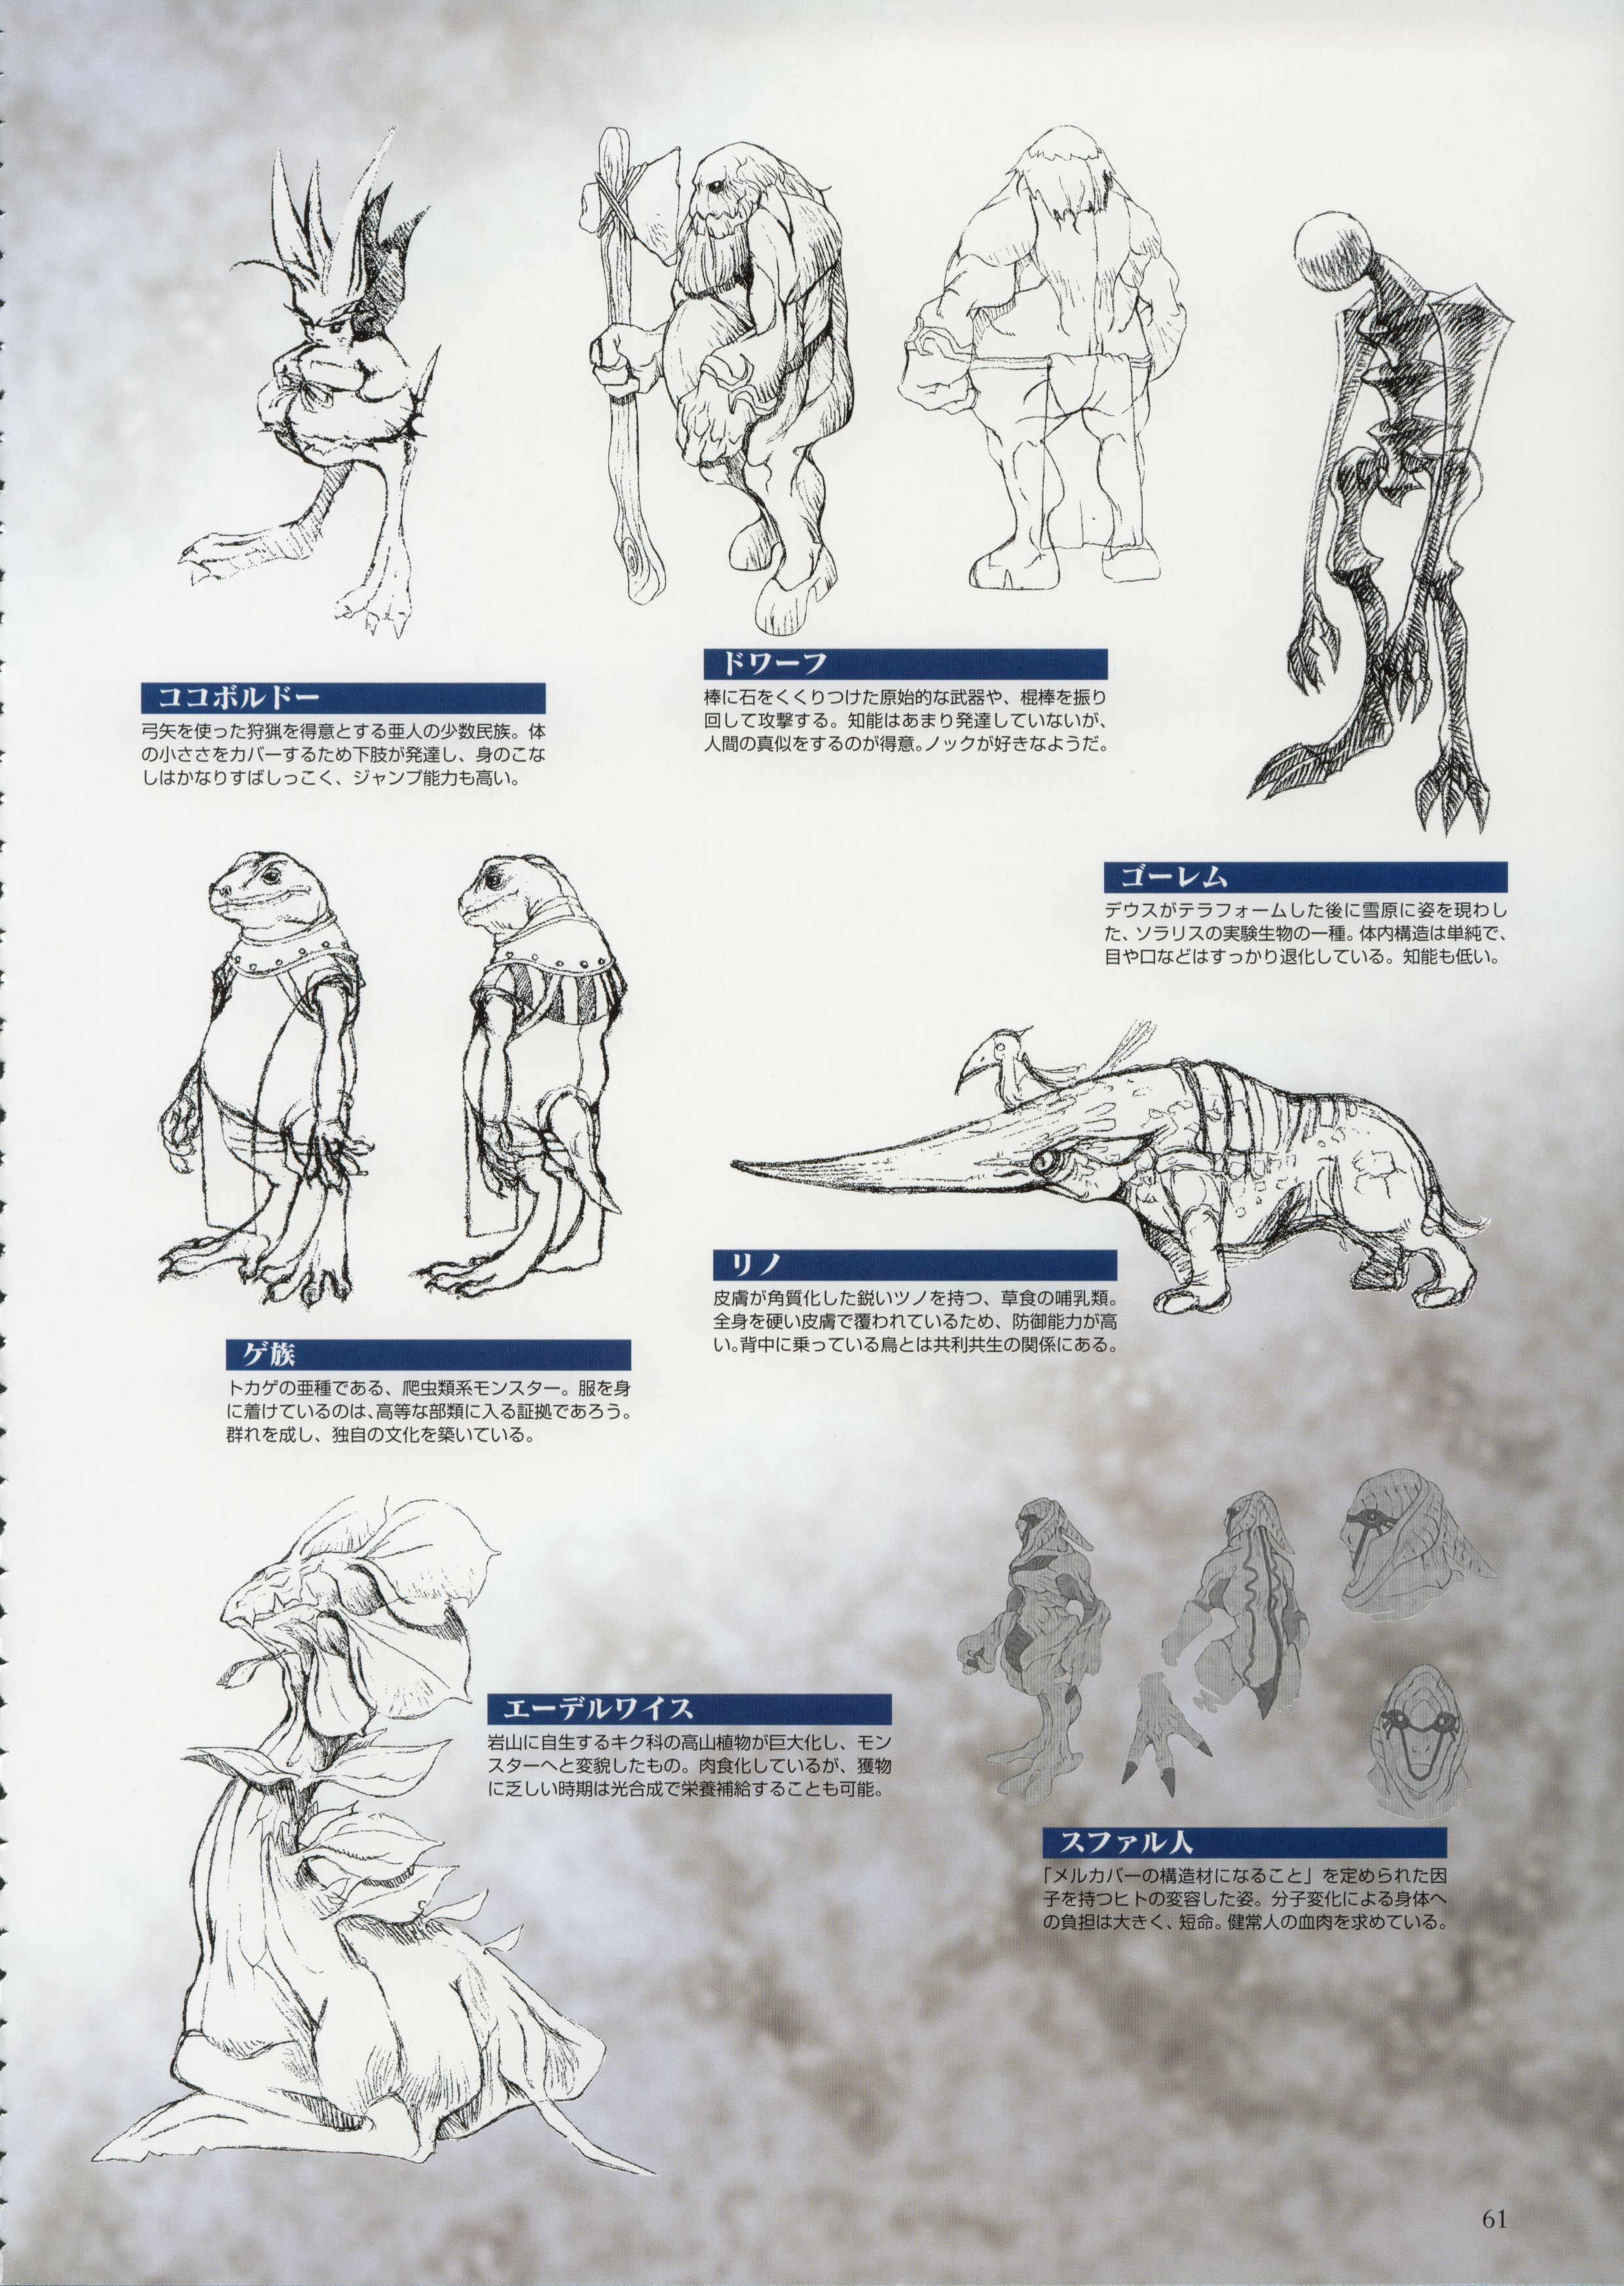 ココボルドー
弓矢を使った狩猟を得意とする亜人の少数民族。体
の小ささをカバーするため下肢が発達し、身のこな
しはかなりすばしっこく、ジャンプ能力も高い。
ドワーフ
棒に石をくくりつけた原始的な武器や、棍棒を振り
回して攻撃する。知能はあまり発達していないが、
人間の真似をするのが得意。ノックが好きなようだ。
ゴーレム
デウスがテラフォームした後に雪原に姿を現わし
た、ソラリスの実験生物の一種。体内構造は単純で、
目や口などはすっかり退化している。知能も低い。
リノ
皮膚が角質化した鋭いツノを持つ、草食の哺乳類。
全身を硬い皮膚で覆われているため、防御能力が高
い。背中に乗っている鳥とは共利共生の関係にある。
ゲ族
トカゲの亜種である、爬虫類系モンスター。服を身
に着けているのは、高等な部類に入る証拠であろう。
群れを成し、独自の文化を築いている。
エーデルワイス
岩山に自生するキク科の高山植物が巨大化し、モン
スターへと変貌したもの。肉食化しているが、獲物
に乏しい時期は光合成で栄養補給することも可能。
スファル人
「メルカバーの構造材になること」を定められた因
子を持つヒトの変容した姿。分子変化による身体へ
の負担は大きく、短命。健常人の血肉を求めている。
61